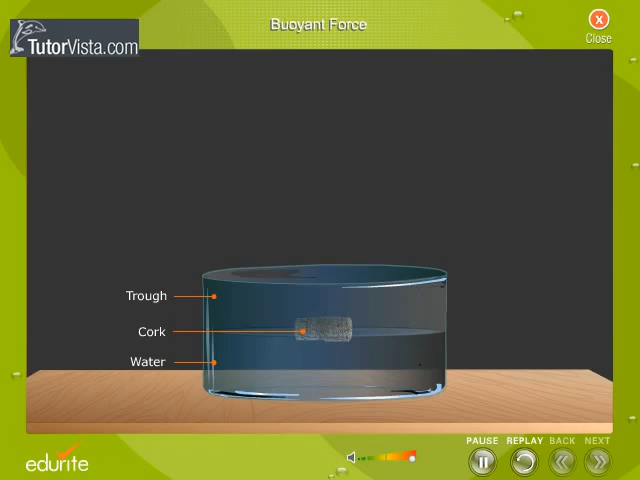 Buoyant Force
TutorVista.com
X
Close
Trough
Cork
Water
PAUSE REPLAY BACK NEXT
edurite